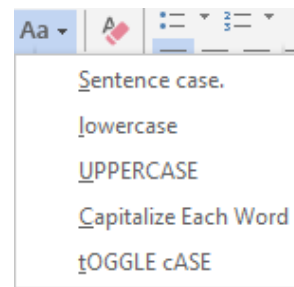 Aa
Sentence case.
lowercase
UPPERCASE
Capitalize Each Word
tOGGLE cASE